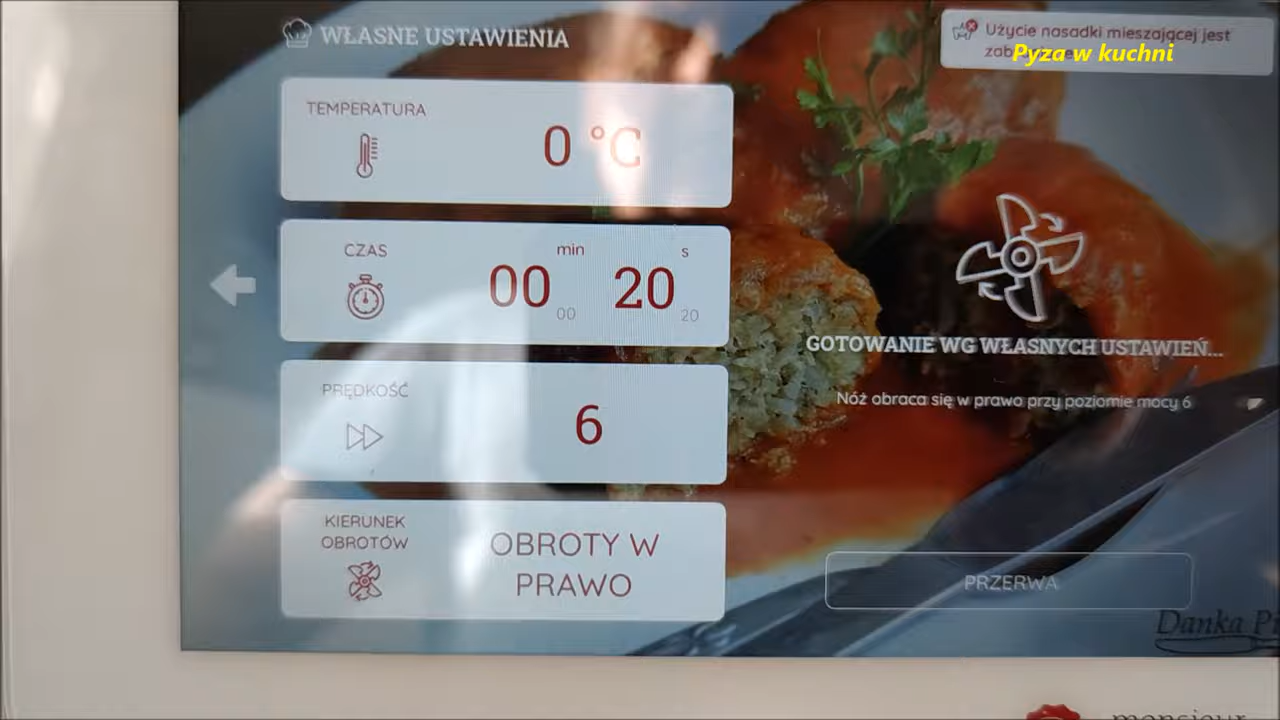 WŁASNE USTAWIENIA
Użycie nasadki mieszającej jest
Pyza w kuchni
TEMPERATURA
0 °C
CZAS
min
s
00
20
00
20
PRĘDKOŚĆ
6
KIERUNEK
OBROTÓW
OBROTY W
PRAWO
GOTOWANIE WG WŁASNYCH USTAWIEŃ...
Nóż obraca się w prawo przy poziomie mocy 6
PRZERWA
Danka
monsieur